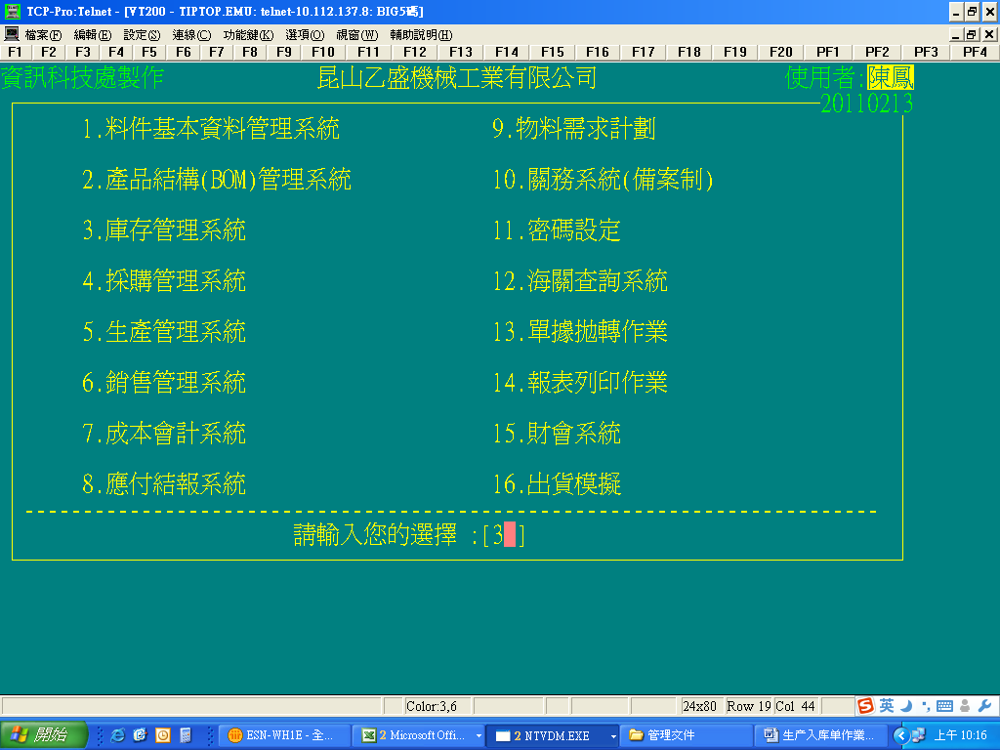 TCP-Pro:Telnet - [VT200 - TIPTOP.EMU: telnet-10.112.137.8: BIG5碼]
檔案(F) 編輯(E) 設定(S) 連線(C) 功能鍵(K) 選項(O) 視窗(W) 輔助說明(H)
F1 F2 F3 F4 F5 F6 F7 F8 F9 F10 F11 F12 F13 F14 F15 F16 F17 F18 F19 F20 PF1 PF2 PF3 PF4
資訊科技處製作 昆山乙盛機械工業有限公司 使用者:陳鳳
20110213
1.料件基本資料管理系統 9.物料需求計劃
2.產品結構(BOM)管理系統 10.關務系統(備案制)
3.庫存管理系統 11.密碼設定
4.採購管理系統 12.海關查詢系統
5.生產管理系統 13.單據拋轉作業
6.銷售管理系統 14.報表列印作業
7.成本會計系統 15.財會系統
8.應付結報系統 16.出貨模擬
請輸入您的選擇 :[3 ]
Color:3,6 24x80 Row 19 Col 44
S 英
開始 ESN-WH1E - 全... 2 Microsoft Offi... 2 NTVDM.EXE 管理文件 生产入库单作業... 上午 10:16